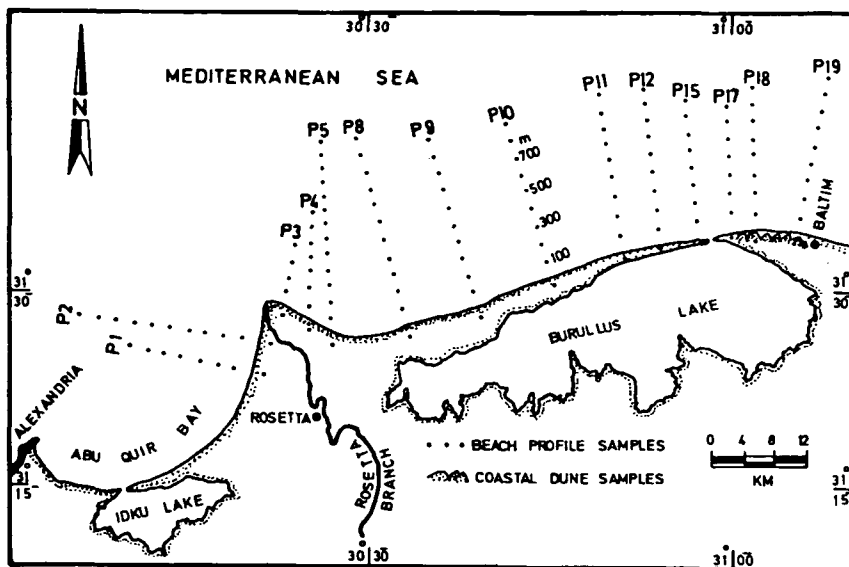 30 30
31 00
MEDITERRANEAN SEA
N
P11
P12
P15
P17
P18
P19
P10
P5
P8
P9
m
700
500
300
100
P4
P3
BALTIM
31
30
31
30
P2
P1
BURULLUS LAKE
ALEXANDRIA
ABU QUIR BAY
ROSETTA
ROSETTA
BRANCH
BEACH PROFILE SAMPLES
COASTAL DUNE SAMPLES
0 4 8 12
KM
31
15
31
15
IDKU LAKE
30 30
31 00